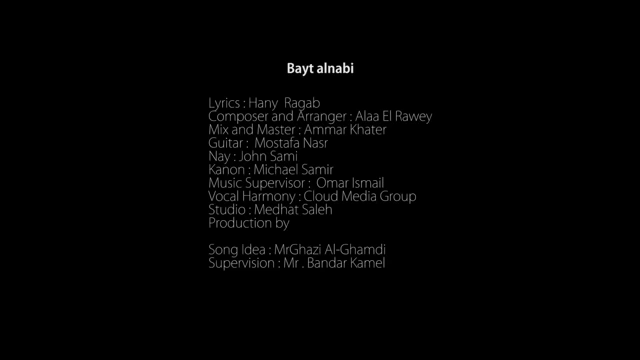 Bayt alnabi
Lyrics : Hany Ragab
Composer and Arranger : Alaa El Rawey
Mix and Master : Ammar Khater
Guitar : Mostafa Nasr
Nay : John Sami
Kanon : Michael Samir
Music Supervisor : Omar Ismail
Vocal Harmony : Cloud Media Group
Studio : Medhat Saleh
Production by
Song Idea : MrGhazi Al-Ghamdi
Supervision : Mr . Bandar Kamel